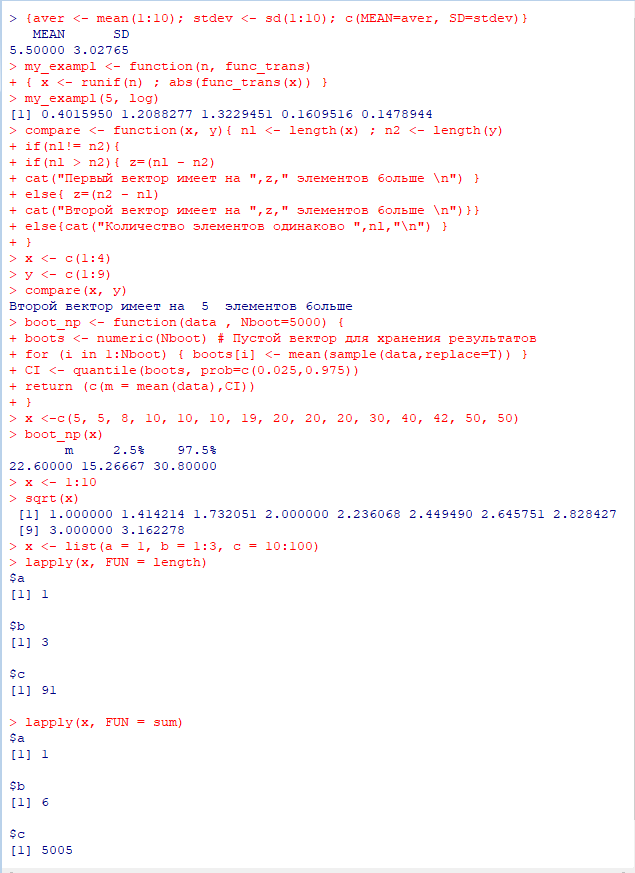 > {aver <- mean(1:10); stdev <- sd(1:10); c(MEAN=aver, SD=stdev)}
   MEAN      SD
5.50000 3.02765
> my_exampl <- function(n, func_trans)
+ { x <- runif(n) ; abs(func_trans(x)) }
> my_exampl(5, log)
[1] 0.4015950 1.2088277 1.3229451 0.1609516 0.1478944
> compare <- function(x, y){ n1 <- length(x) ; n2 <- length(y)
+ if(n1!= n2){
+ if(n1 > n2){ z=(n1 - n2)
+ cat("Первый вектор имеет на ",z," элементов больше \n") }
+ else{ z=(n2 - n1)
+ cat("Второй вектор имеет на ",z," элементов больше \n")}}
+ else{cat("Количество элементов одинаково ",n1,"\n") }
+ }
> x <- c(1:4)
> y <- c(1:9)
> compare(x, y)
Второй вектор имеет на  5  элементов больше
> boot_np <- function(data , Nboot=5000) {
+ boots <- numeric(Nboot) # Пустой вектор для хранения результатов
+ for (i in 1:Nboot) { boots[i] <- mean(sample(data,replace=T)) }
+ CI <- quantile(boots, prob=c(0.025,0.975))
+ return (c(m = mean(data),CI))
+ }
> x <-c(5, 5, 8, 10, 10, 10, 19, 20, 20, 20, 30, 40, 42, 50, 50)
> boot_np(x)
       m     2.5%    97.5%
22.60000 15.26667 30.80000
> x <- 1:10
> sqrt(x)
 [1] 1.000000 1.414214 1.732051 2.000000 2.236068 2.449490 2.645751 2.828427
 [9] 3.000000 3.162278
> x <- list(a = 1, b = 1:3, c = 10:100)
> lapply(x, FUN = length)
$a
[1] 1

$b
[1] 3

$c
[1] 91

> lapply(x, FUN = sum)
$a
[1] 1

$b
[1] 6

$c
[1] 5005